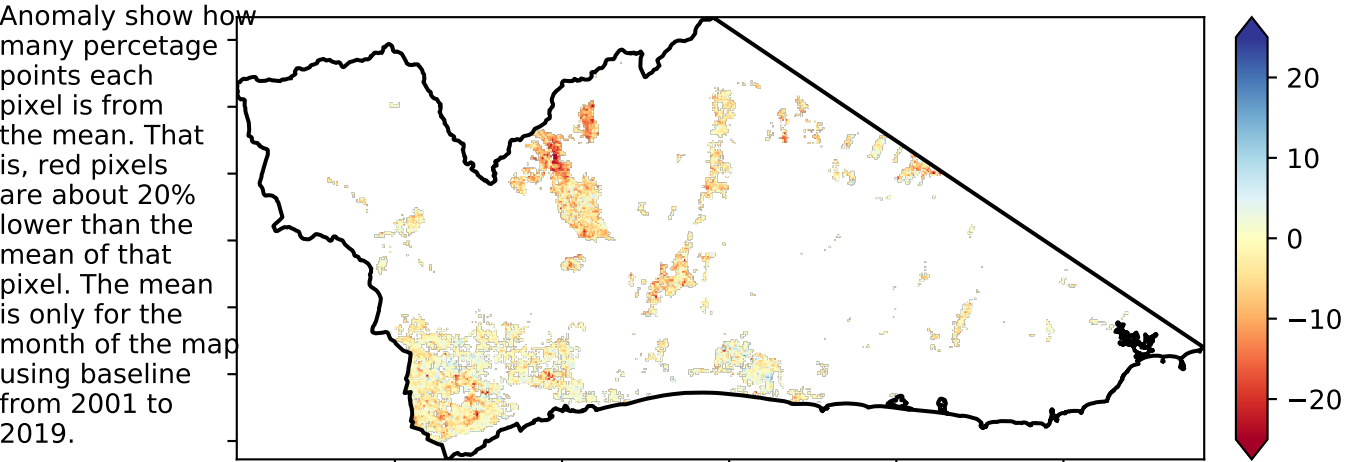 Anomaly show how
many percetage
points each
pixel is from
the mean. That
is, red pixels
are about 20%
lower than the
mean of that
pixel. The mean
is only for the
month of the map
using baseline
from 2001 to
2019.
20
10
0
−10
−20